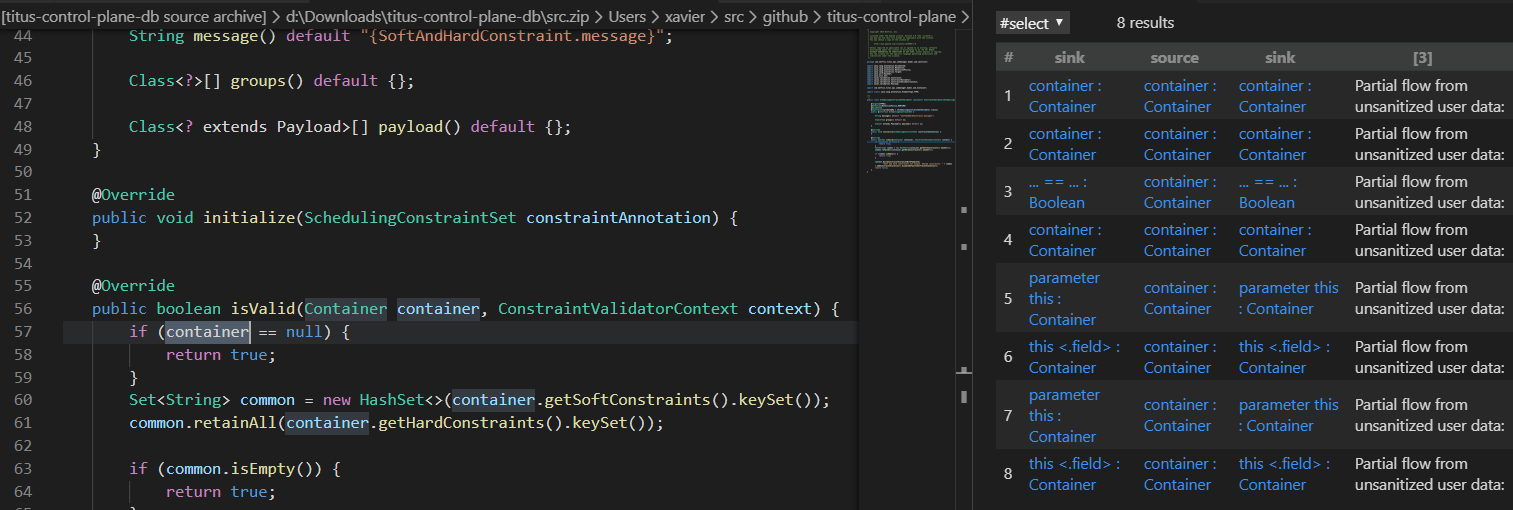 [titus-control-plane-db source archive] > d:\Downloads\titus-control-plane-db\src.zip > Users > xavier > src > github > titus-control-plane >
44 String message() default "{SoftAndHardConstraint.message}";
45
46 Class<?>[] groups() default {};
47
48 Class<? extends Payload>[] payload() default {};
49 }
50
51 @Override
52 public void initialize(SchedulingConstraintSet constraintAnnotation) {
53 }
54
55 @Override
56 public boolean isValid(Container container, ConstraintValidatorContext context) {
57 if (container == null) {
58 return true;
59 }
60 Set<String> common = new HashSet<>(container.getSoftConstraints().keySet());
61 common.retainAll(container.getHardConstraints().keySet());
62
63 if (common.isEmpty()) {
64 return true;
#select ▼ 8 results
# sink source sink [3]
1 container : Container container : Container container : Container Partial flow from unsanitized user data:
2 container : Container container : Container container : Container Partial flow from unsanitized user data:
3 ... == ... : Boolean container : Container ... == ... : Boolean Partial flow from unsanitized user data:
4 container : Container container : Container container : Container Partial flow from unsanitized user data:
5 parameter this : Container container : Container parameter this : Container Partial flow from unsanitized user data:
6 this <.field> : Container container : Container this <.field> : Container Partial flow from unsanitized user data:
7 parameter this : Container container : Container parameter this : Container Partial flow from unsanitized user data:
8 this <.field> : Container container : Container this <.field> : Container Partial flow from unsanitized user data: